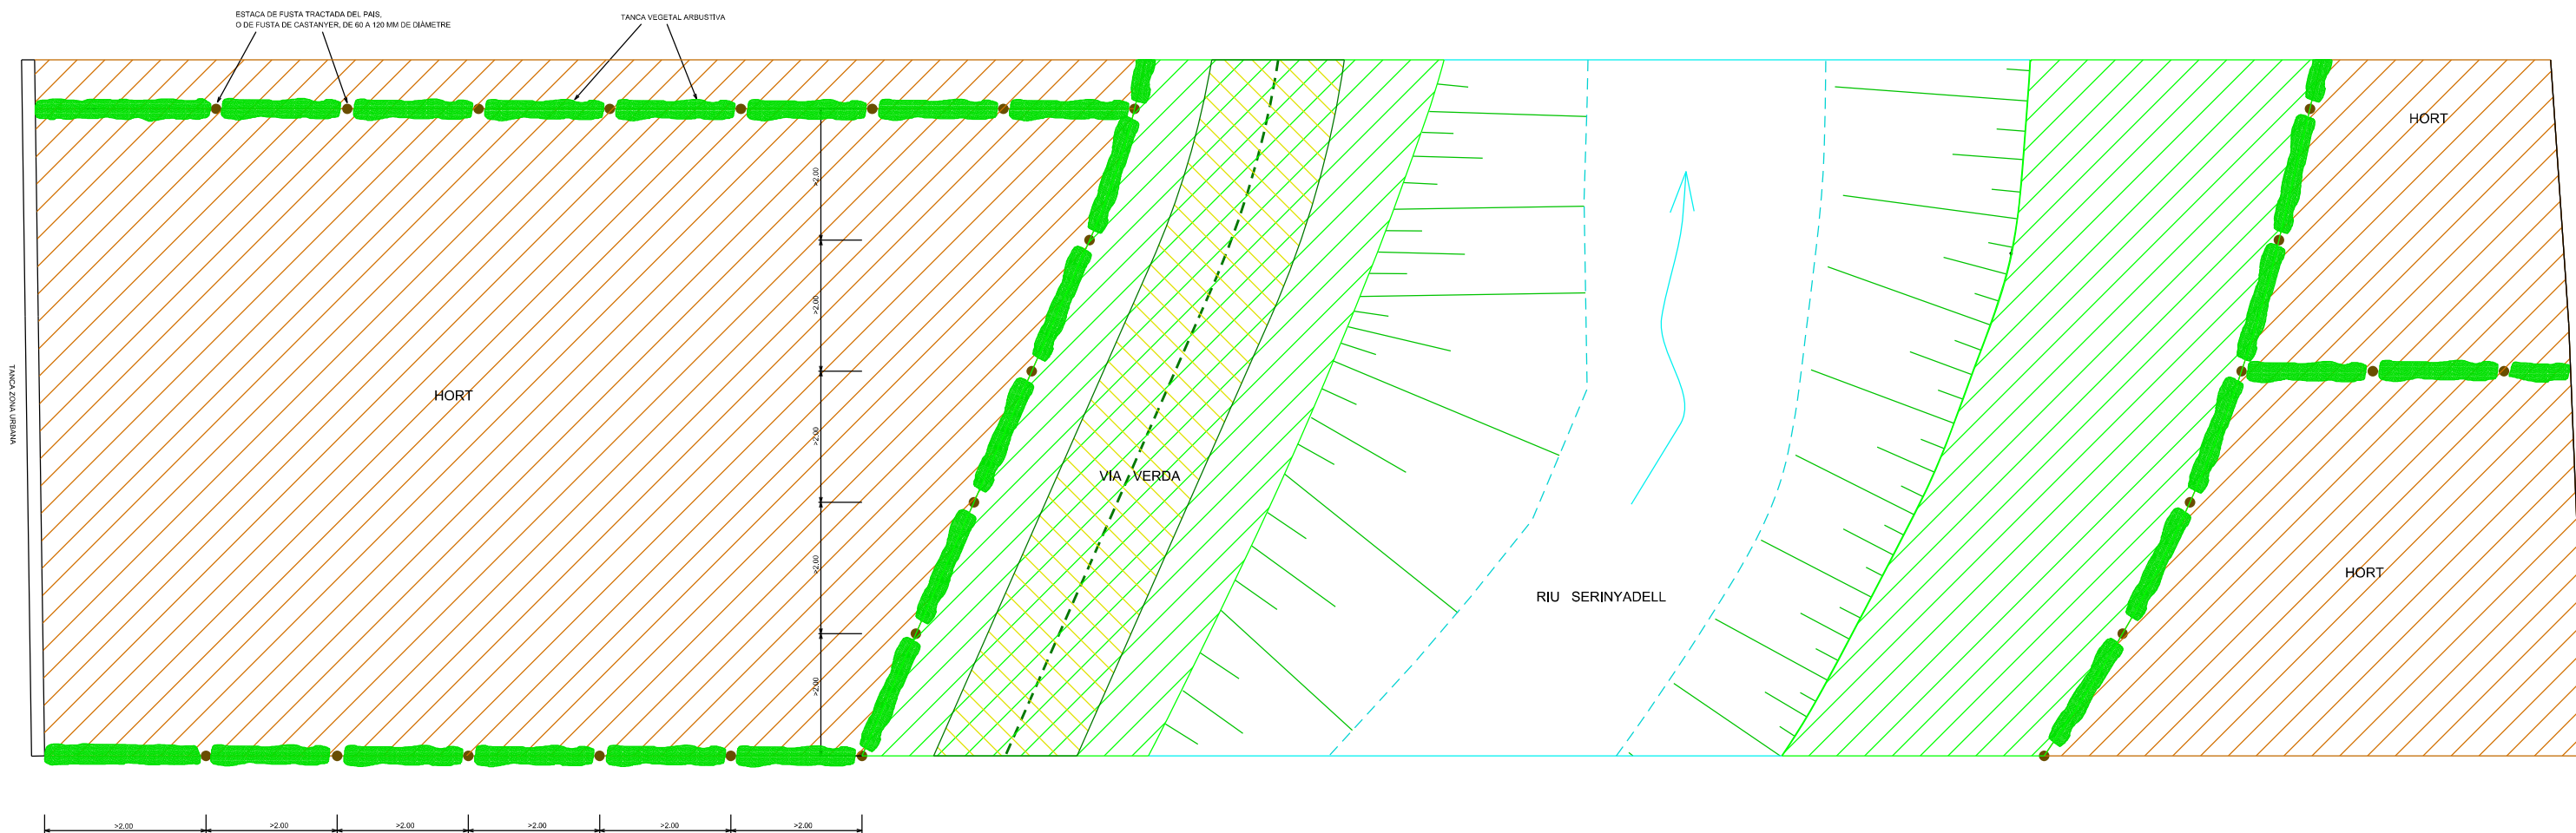 ESTACA DE FUSTA TRACTADA DEL PAIS,
O DE FUSTA DE CASTANYER, DE 60 A 120 MM DE DIÀMETRE
TANCA VEGETAL ARBUSTIVA
HORT
>2.00
>2.00
TANCA ZONA URBANA
HORT
>2.00
VIA VERDA
>2.00
RIU SERINYADELL
HORT
>2.00
>2.00
>2.00
>2.00
>2.00
>2.00
>2.00